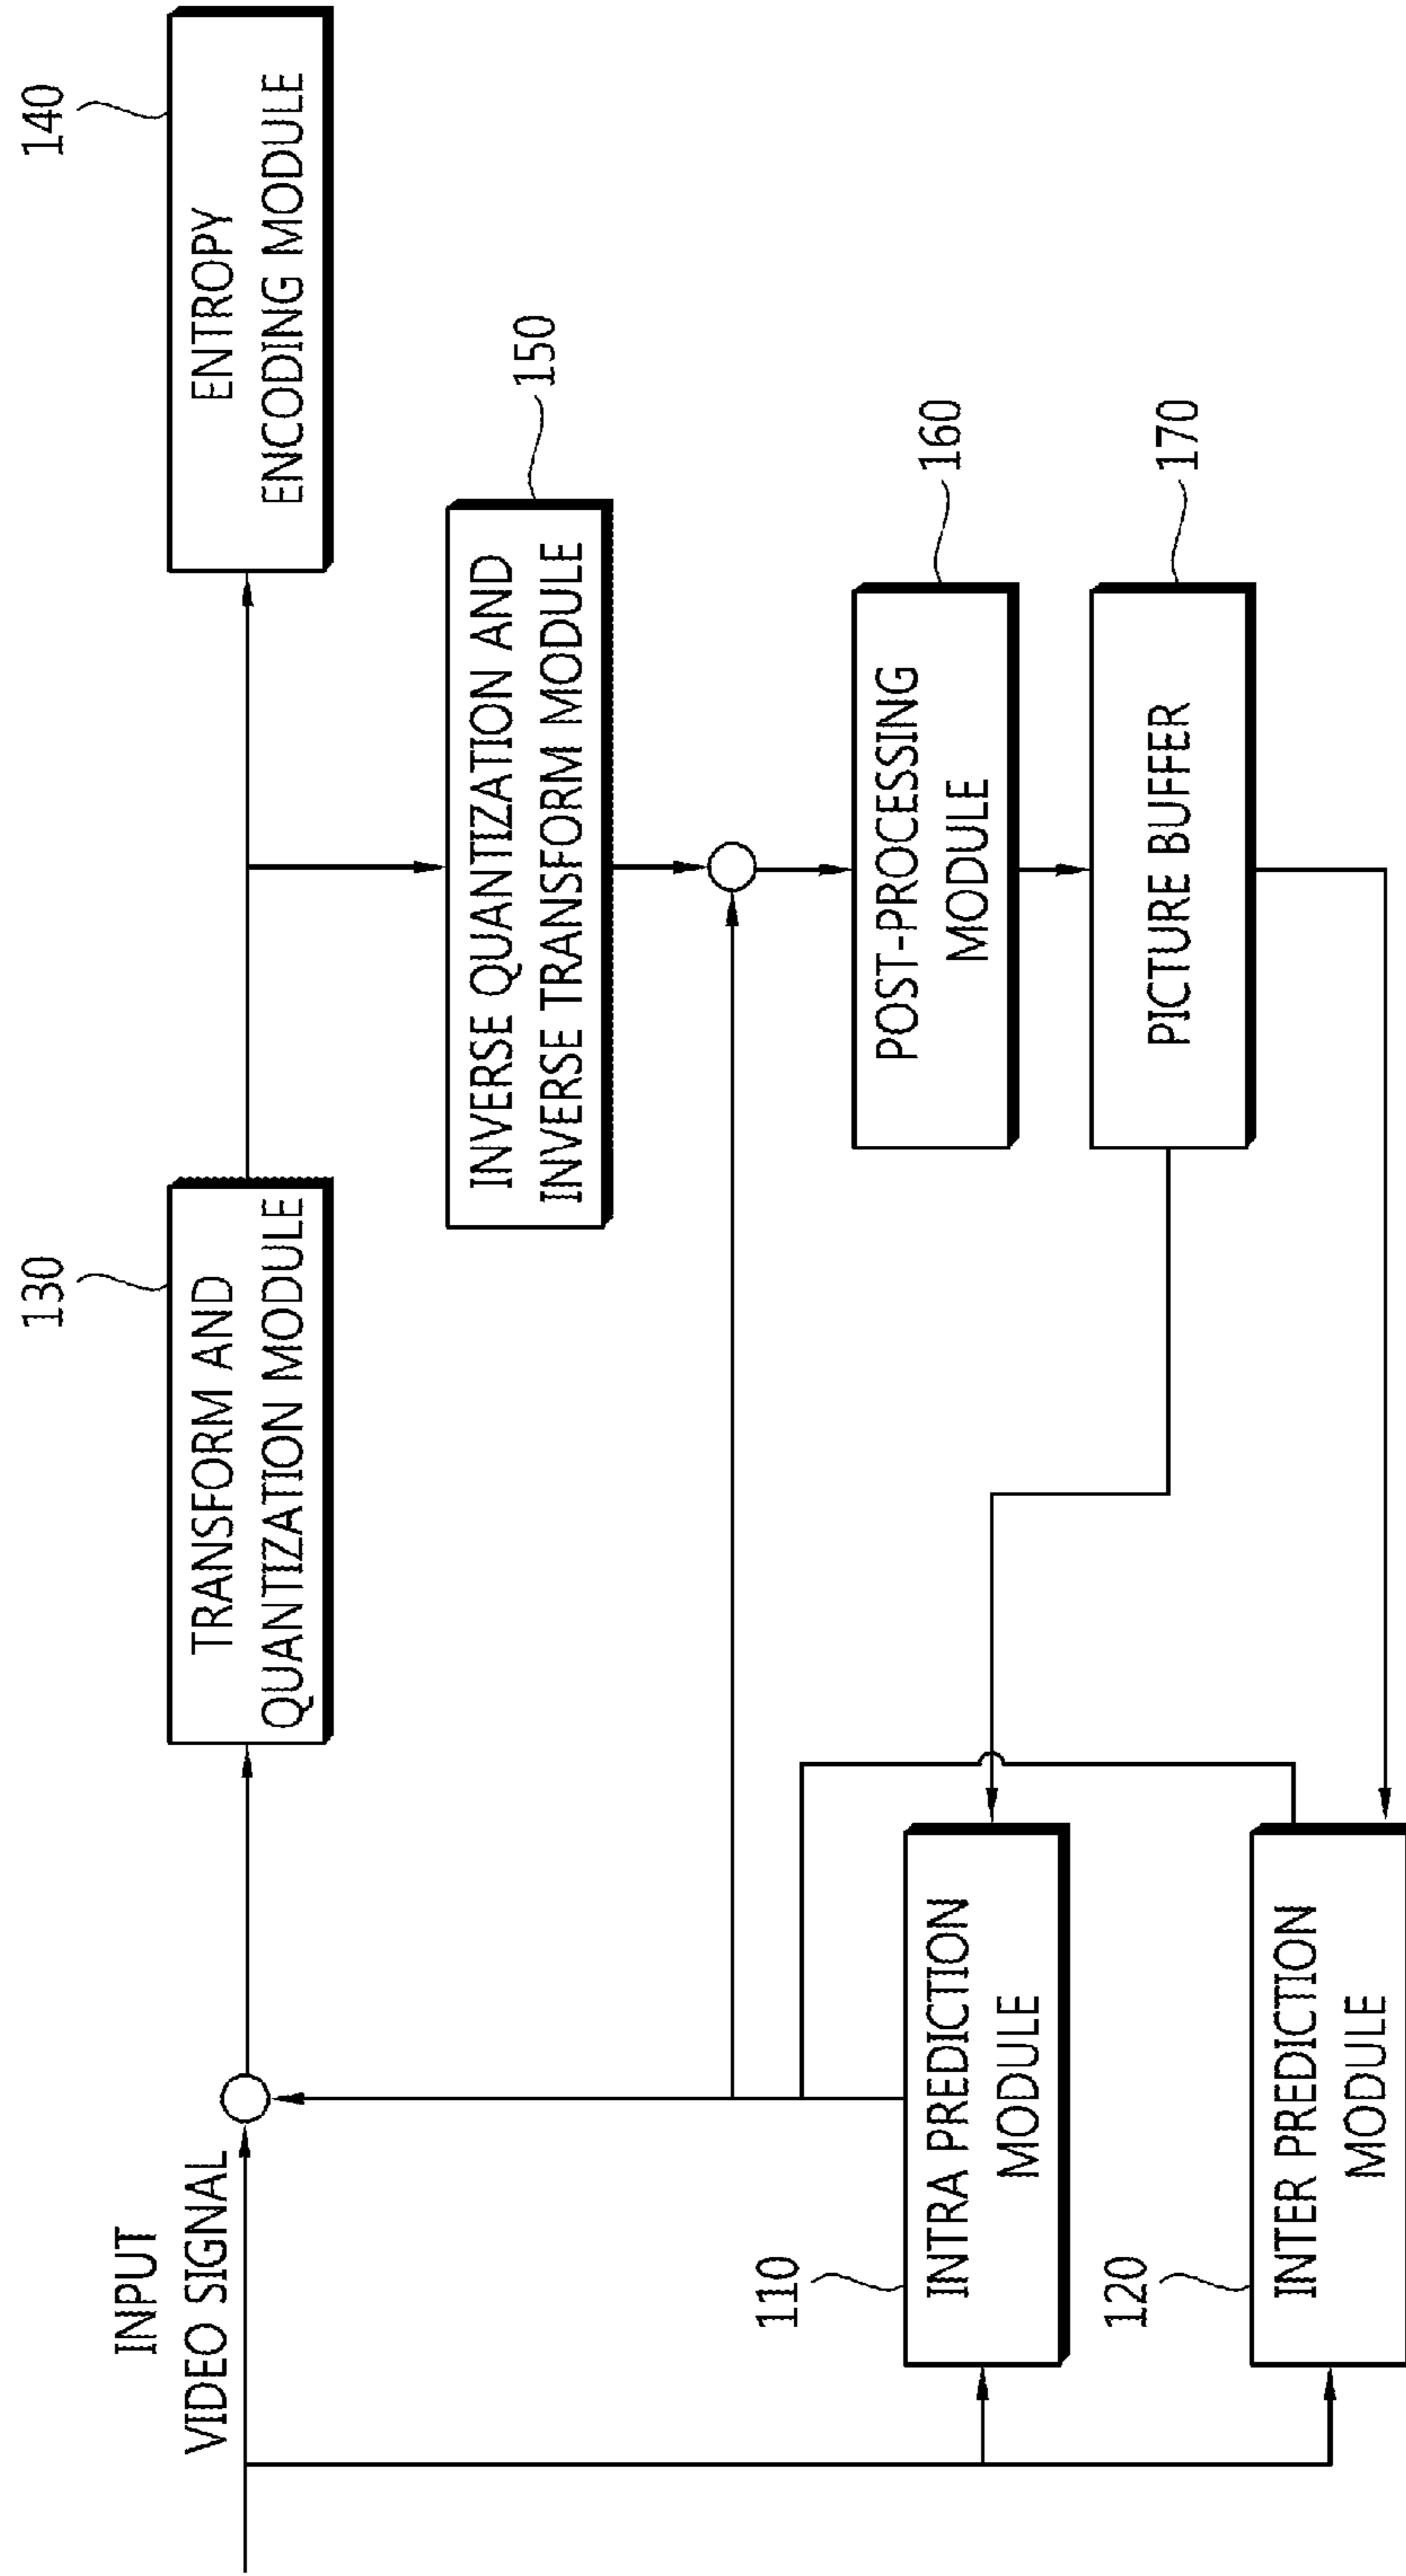 INPUT
VIDEO SIGNAL
130
TRANSFORM AND
QUANTIZATION MODULE
140
ENTROPY
ENCODING MODULE
INVERSE QUANTIZATION AND
INVERSE TRANSFORM MODULE
150
110
INTRA PREDICTION
MODULE
POST-PROCESSING
MODULE
160
120
INTER PREDICTION
MODULE
PICTURE BUFFER
170